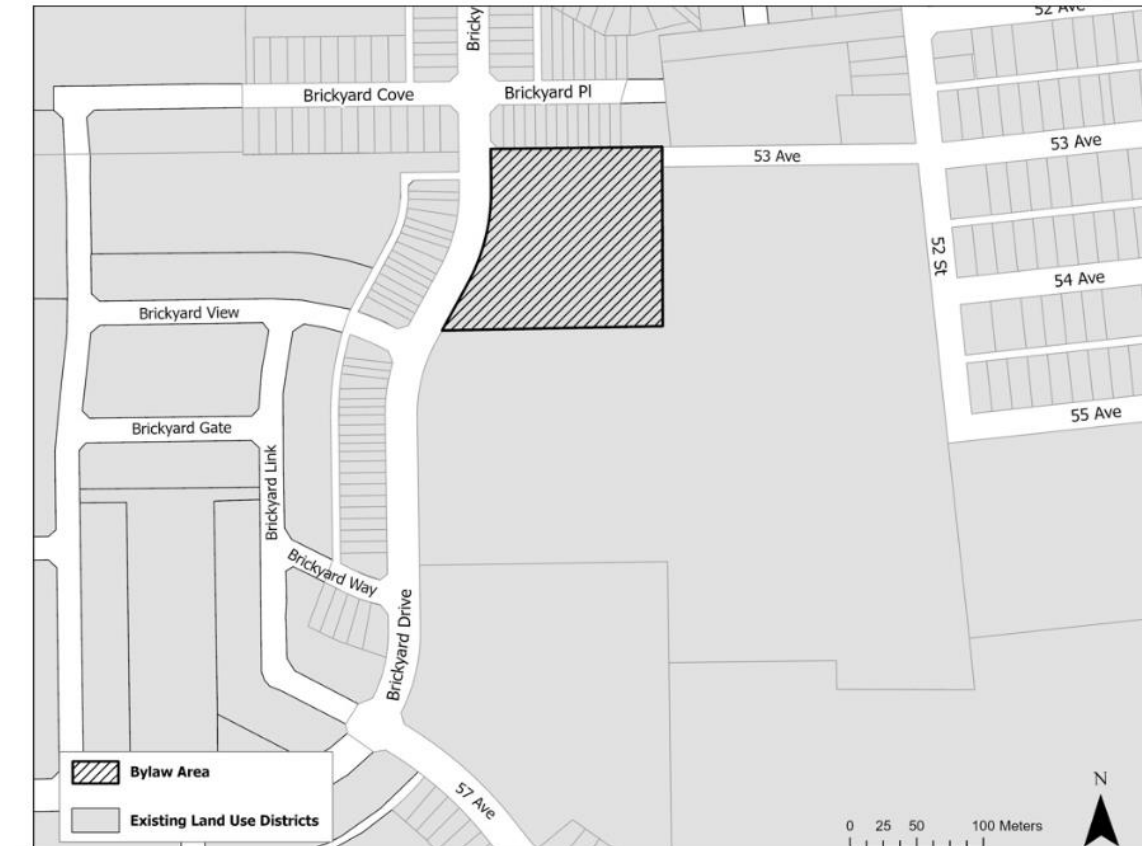 52 Ave
Bricky
Brickyard Cove
Brickyard Pl
53 Ave
53 Ave
52 St
54 Ave
Brickyard View
55 Ave
Brickyard Gate
Brickyard Link
Brickyard Way
Brickyard Drive
57 Ave
Bylaw Area
Existing Land Use Districts
N
0 25 50 100 Meters